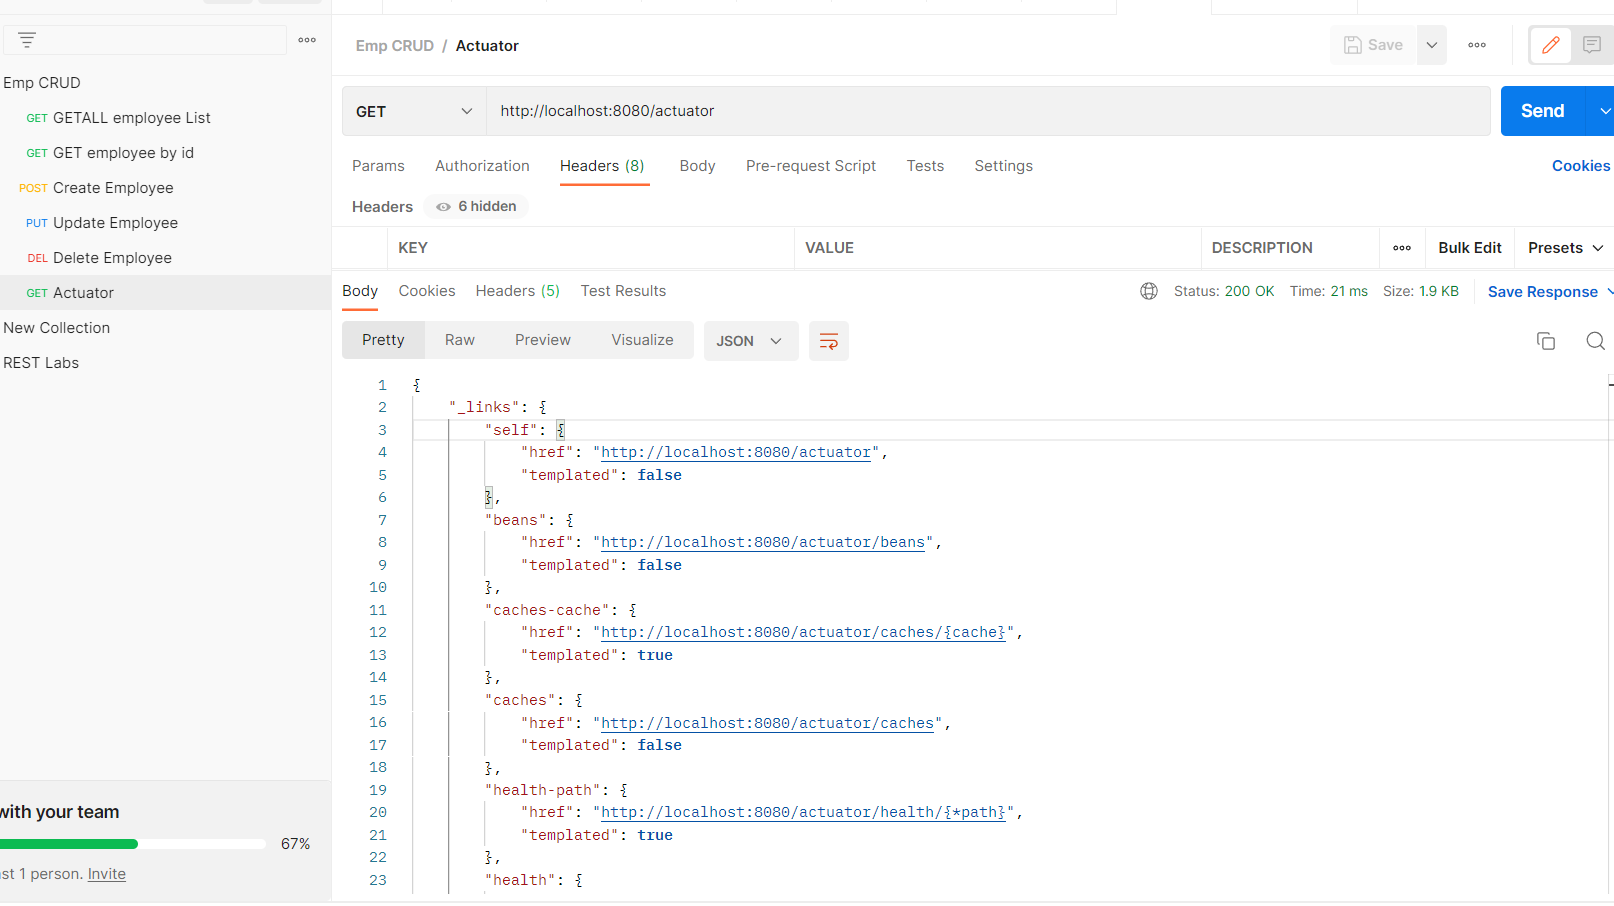 Emp CRUD / Actuator
Save
GET
http://localhost:8080/actuator
Send
Params Authorization Headers (8) Body Pre-request Script Tests Settings Cookies
Headers 6 hidden
KEY VALUE DESCRIPTION Bulk Edit Presets
Body Cookies Headers (5) Test Results Status: 200 OK Time: 21 ms Size: 1.9 KB Save Response
Pretty Raw Preview Visualize JSON
1 {
2 "_links": {
3 "self": {
4 "href": "http://localhost:8080/actuator",
5 "templated": false
6 },
7 "beans": {
8 "href": "http://localhost:8080/actuator/beans",
9 "templated": false
10 },
11 "caches-cache": {
12 "href": "http://localhost:8080/actuator/caches/{cache}",
13 "templated": true
14 },
15 "caches": {
16 "href": "http://localhost:8080/actuator/caches",
17 "templated": false
18 },
19 "health-path": {
20 "href": "http://localhost:8080/actuator/health/{*path}",
21 "templated": true
22 },
23 "health": {
Emp CRUD
GET GETALL employee List
GET GET employee by id
POST Create Employee
PUT Update Employee
DEL Delete Employee
GET Actuator
New Collection
REST Labs
with your team
67%
1 person. Invite